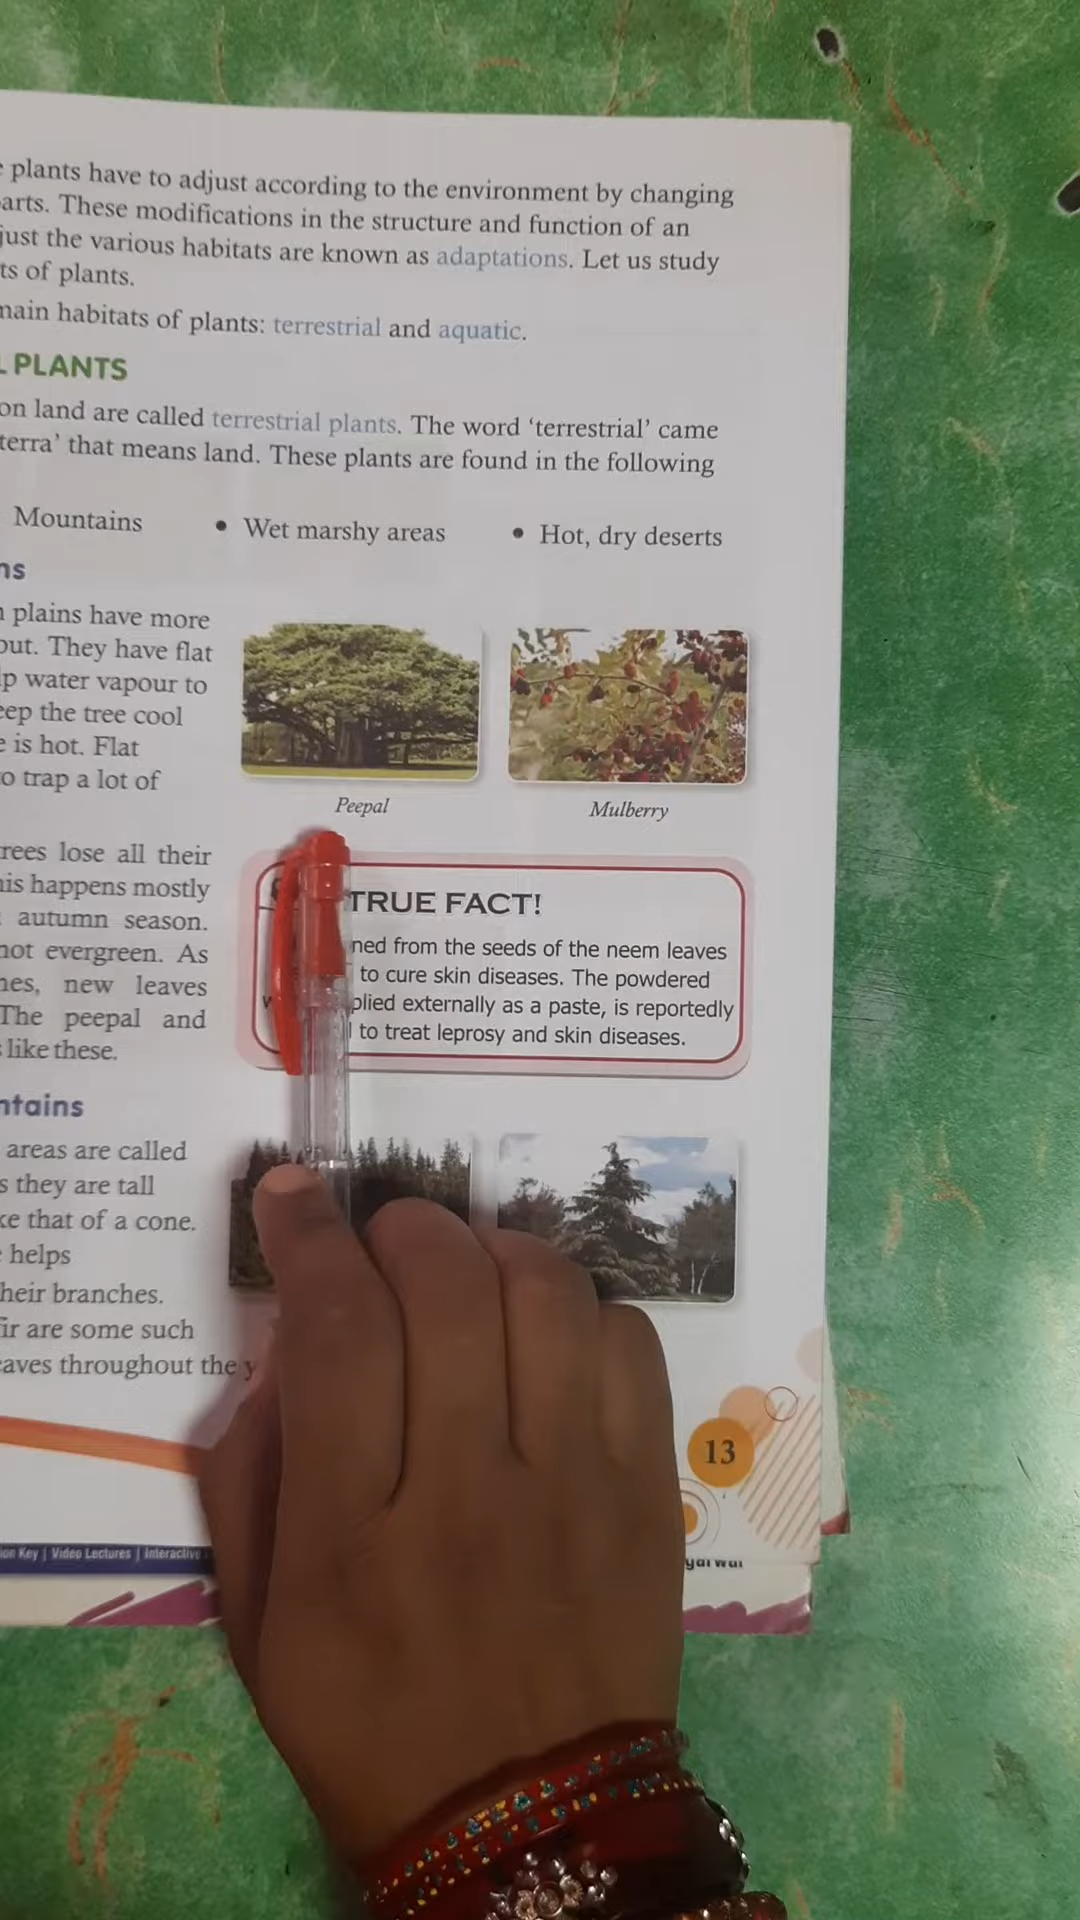 plants have to adjust according to the environment by changing
arts. These modifications in the structure and function of an
just the various habitats are known as adaptations. Let us study
ts of plants.
main habitats of plants: terrestrial and aquatic.
PLANTS
on land are called terrestrial plants. The word ‘terrestrial’ came
terra’ that means land. These plants are found in the following
Mountains • Wet marshy areas • Hot, dry deserts
ns
plains have more
out. They have flat
lp water vapour to
eep the tree cool
e is hot. Flat
to trap a lot of
Peepal Mulberry
rees lose all their
his happens mostly
autumn season.
not evergreen. As
mes, new leaves
The peepal and
like these.
TRUE FACT!
ned from the seeds of the neem leaves
to cure skin diseases. The powdered
plied externally as a paste, is reportedly
to treat leprosy and skin diseases.
ntains
areas are called
s they are tall
ke that of a cone.
helps
heir branches.
fir are some such
eaves throughout the y
13
ion Key | Video Lectures | Interactive